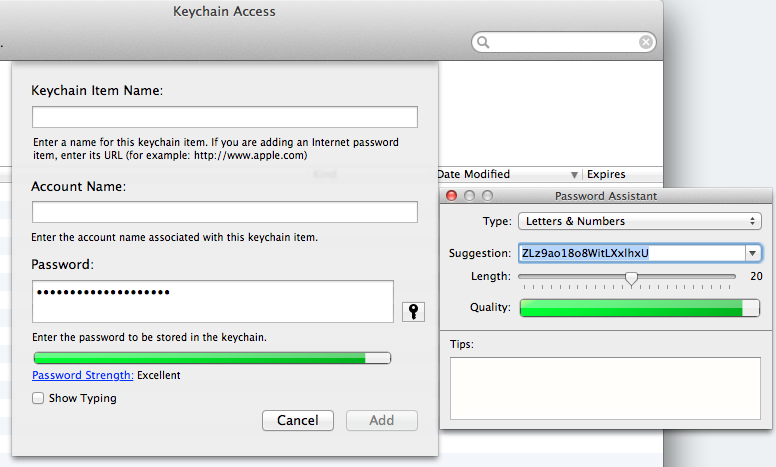 Keychain Access
Keychain Item Name:
Enter a name for this keychain item. If you are adding an Internet password
item, enter its URL (for example: http://www.apple.com)
Account Name:
Enter the account name associated with this keychain item.
Password:
••••••••••••••••••••
Enter the password to be stored in the keychain.
Password Strength: Excellent
Show Typing
Cancel
Add
Kind
Date Modified
Expires
Password Assistant
Type: Letters & Numbers
Suggestion:
Length: 20
Quality:
Tips: